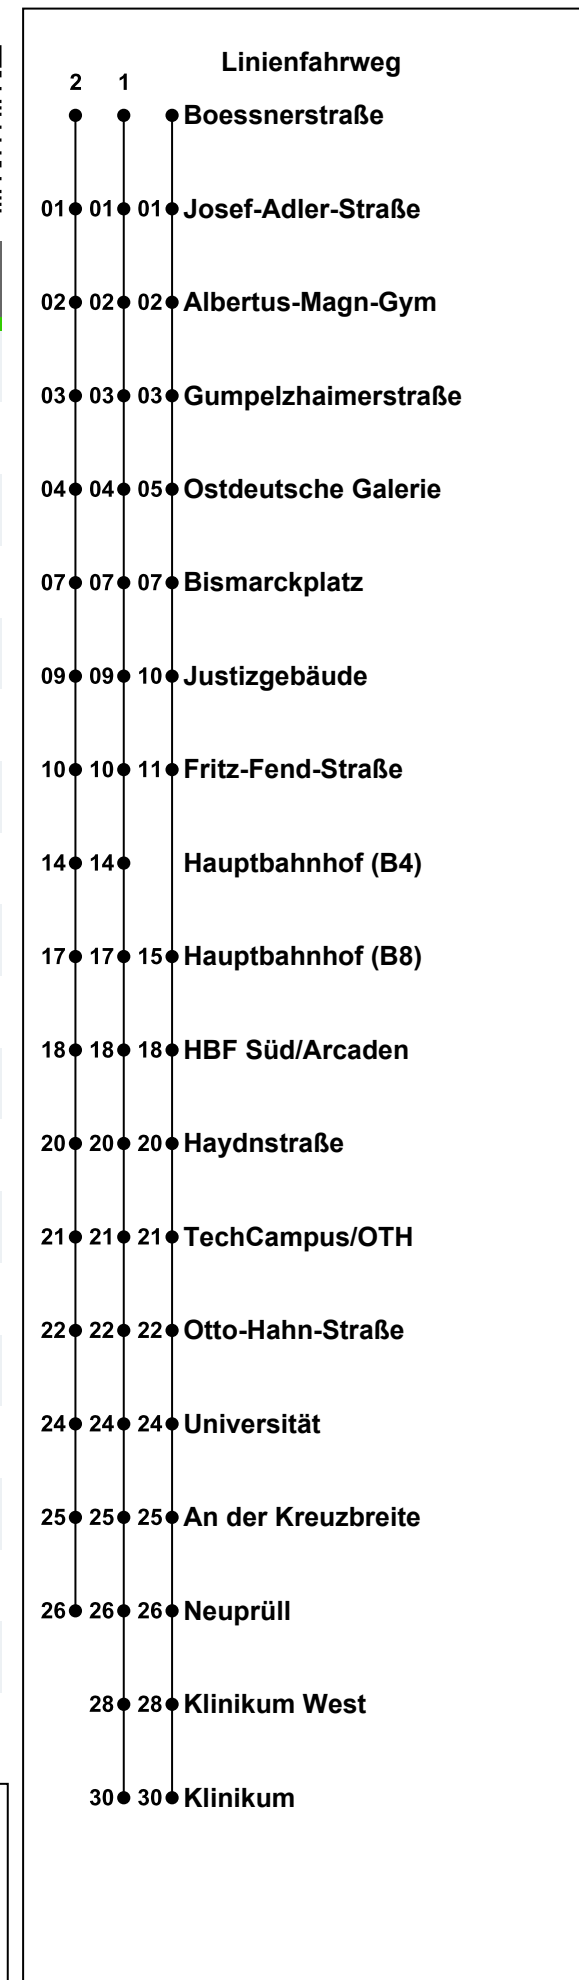 Linienfahrweg
2 1
Boessnerstraße
01 01 01 Josef-Adler-Straße
02 02 02 Albertus-Magn-Gym
03 03 03 Gumpelzhaimerstraße
04 04 05 Ostdeutsche Galerie
07 07 07 Bismarckplatz
09 09 10 Justizgebäude
10 10 11 Fritz-Fend-Straße
14 14 Hauptbahnhof (B4)
17 17 15 Hauptbahnhof (B8)
18 18 18 HBF Süd/Arcaden
20 20 20 Haydnstraße
21 21 21 TechCampus/OTH
22 22 22 Otto-Hahn-Straße
24 24 24 Universität
25 25 25 An der Kreuzbreite
26 26 26 Neuprüll
28 28 Klinikum West
30 30 Klinikum